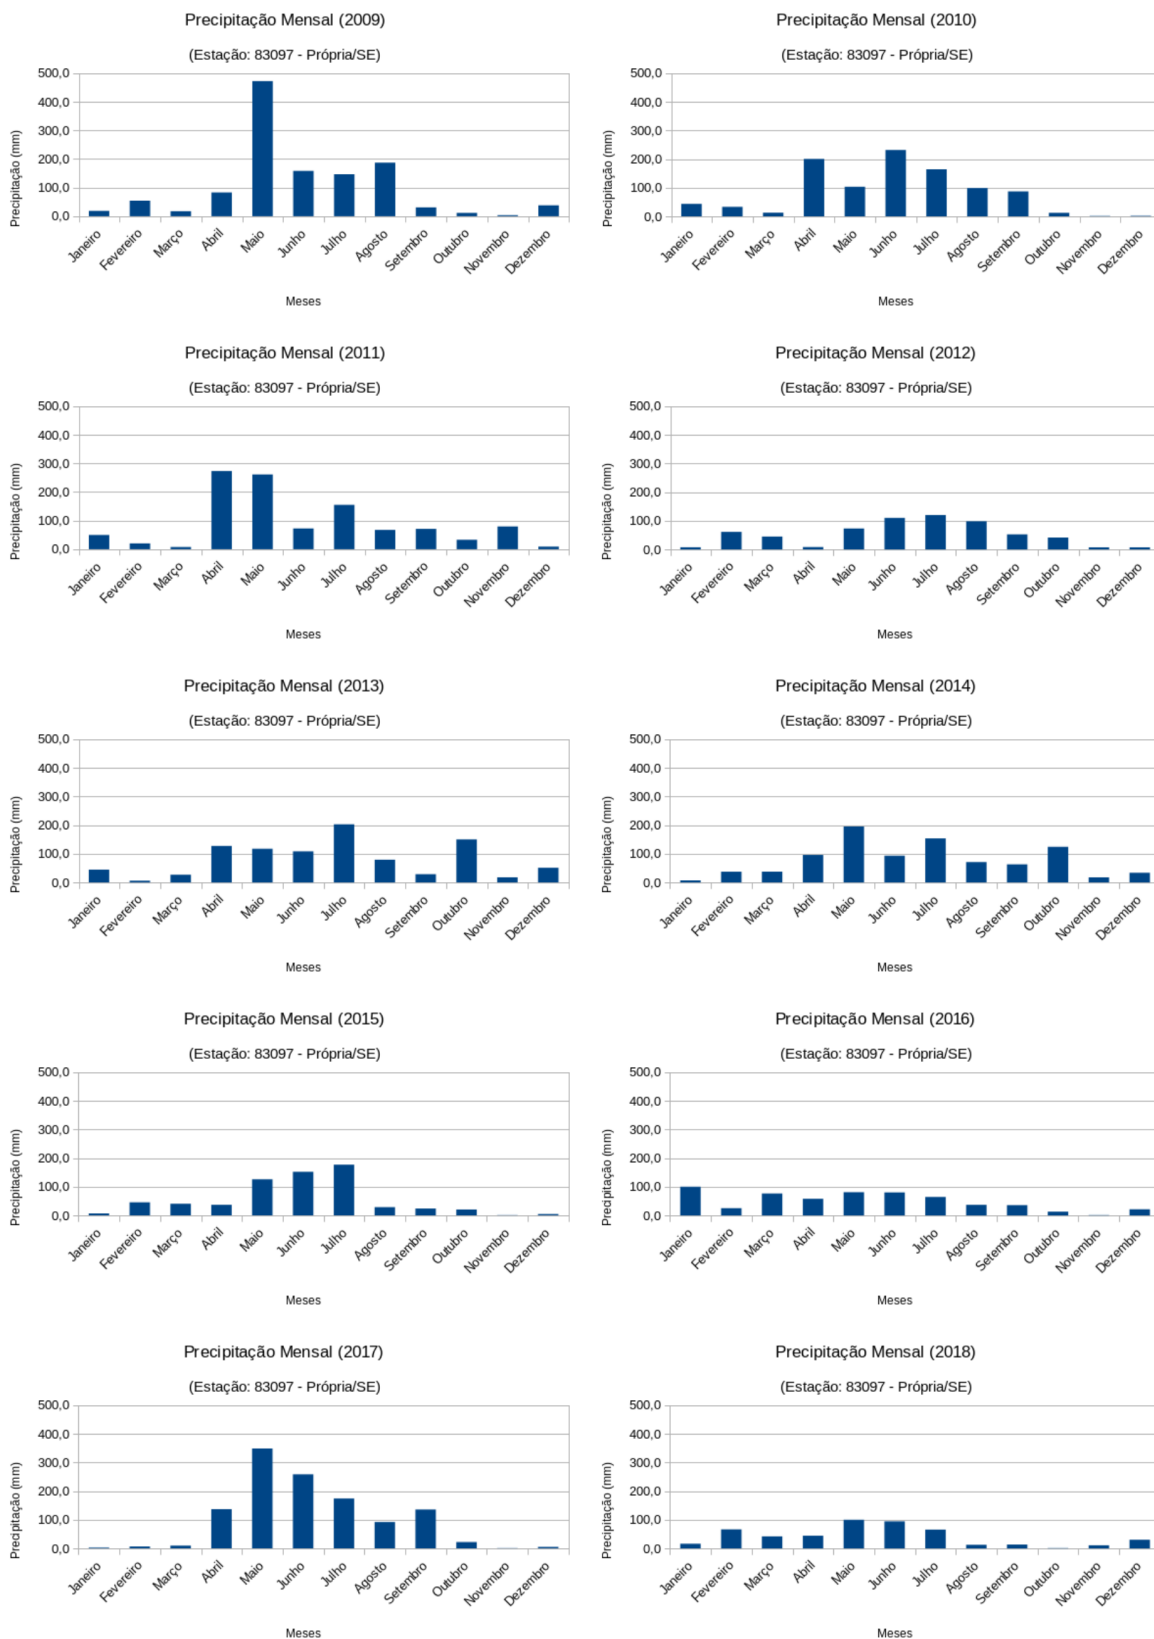 Precipitação Mensal (2009)
(Estação: 83097 - Própria/SE)
Precipitação (mm)
500,0
400,0
300,0
200,0
100,0
0,0
Janeiro
Fevereiro
Março
Abril
Maio
Junho
Julho
Agosto
Setembro
Outubro
Novembro
Dezembro
Meses
Precipitação Mensal (2010)
(Estação: 83097 - Própria/SE)
Precipitação (mm)
500,0
400,0
300,0
200,0
100,0
0,0
Janeiro
Fevereiro
Março
Abril
Maio
Junho
Julho
Agosto
Setembro
Outubro
Novembro
Dezembro
Meses
Precipitação Mensal (2011)
(Estação: 83097 - Própria/SE)
Precipitação (mm)
500,0
400,0
300,0
200,0
100,0
0,0
Janeiro
Fevereiro
Março
Abril
Maio
Junho
Julho
Agosto
Setembro
Outubro
Novembro
Dezembro
Meses
Precipitação Mensal (2012)
(Estação: 83097 - Própria/SE)
Precipitação (mm)
500,0
400,0
300,0
200,0
100,0
0,0
Janeiro
Fevereiro
Março
Abril
Maio
Junho
Julho
Agosto
Setembro
Outubro
Novembro
Dezembro
Meses
Precipitação Mensal (2013)
(Estação: 83097 - Própria/SE)
Precipitação (mm)
500,0
400,0
300,0
200,0
100,0
0,0
Janeiro
Fevereiro
Março
Abril
Maio
Junho
Julho
Agosto
Setembro
Outubro
Novembro
Dezembro
Meses
Precipitação Mensal (2014)
(Estação: 83097 - Própria/SE)
Precipitação (mm)
500,0
400,0
300,0
200,0
100,0
0,0
Janeiro
Fevereiro
Março
Abril
Maio
Junho
Julho
Agosto
Setembro
Outubro
Novembro
Dezembro
Meses
Precipitação Mensal (2015)
(Estação: 83097 - Própria/SE)
Precipitação (mm)
500,0
400,0
300,0
200,0
100,0
0,0
Janeiro
Fevereiro
Março
Abril
Maio
Junho
Julho
Agosto
Setembro
Outubro
Novembro
Dezembro
Meses
Precipitação Mensal (2016)
(Estação: 83097 - Própria/SE)
Precipitação (mm)
500,0
400,0
300,0
200,0
100,0
0,0
Janeiro
Fevereiro
Março
Abril
Maio
Junho
Julho
Agosto
Setembro
Outubro
Novembro
Dezembro
Meses
Precipitação Mensal (2017)
(Estação: 83097 - Própria/SE)
Precipitação (mm)
500,0
400,0
300,0
200,0
100,0
0,0
Janeiro
Fevereiro
Março
Abril
Maio
Junho
Julho
Agosto
Setembro
Outubro
Novembro
Dezembro
Meses
Precipitação Mensal (2018)
(Estação: 83097 - Própria/SE)
Precipitação (mm)
500,0
400,0
300,0
200,0
100,0
0,0
Janeiro
Fevereiro
Março
Abril
Maio
Junho
Julho
Agosto
Setembro
Outubro
Novembro
Dezembro
Meses